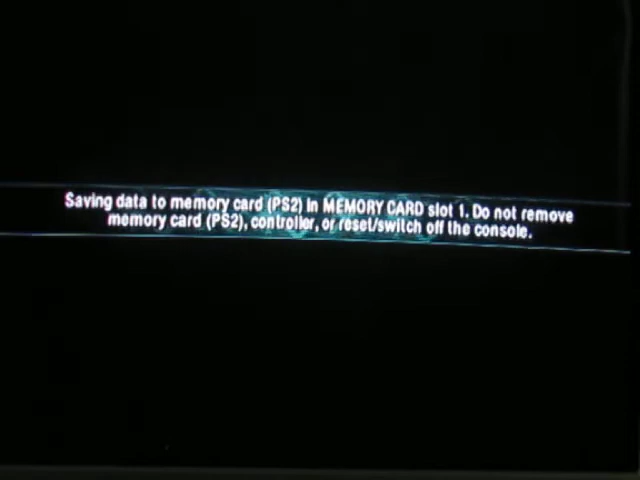 Saving data to memory card (PS2) in MEMORY CARD slot 1. Do not remove
memory card (PS2), controller, or reset/switch off the console.